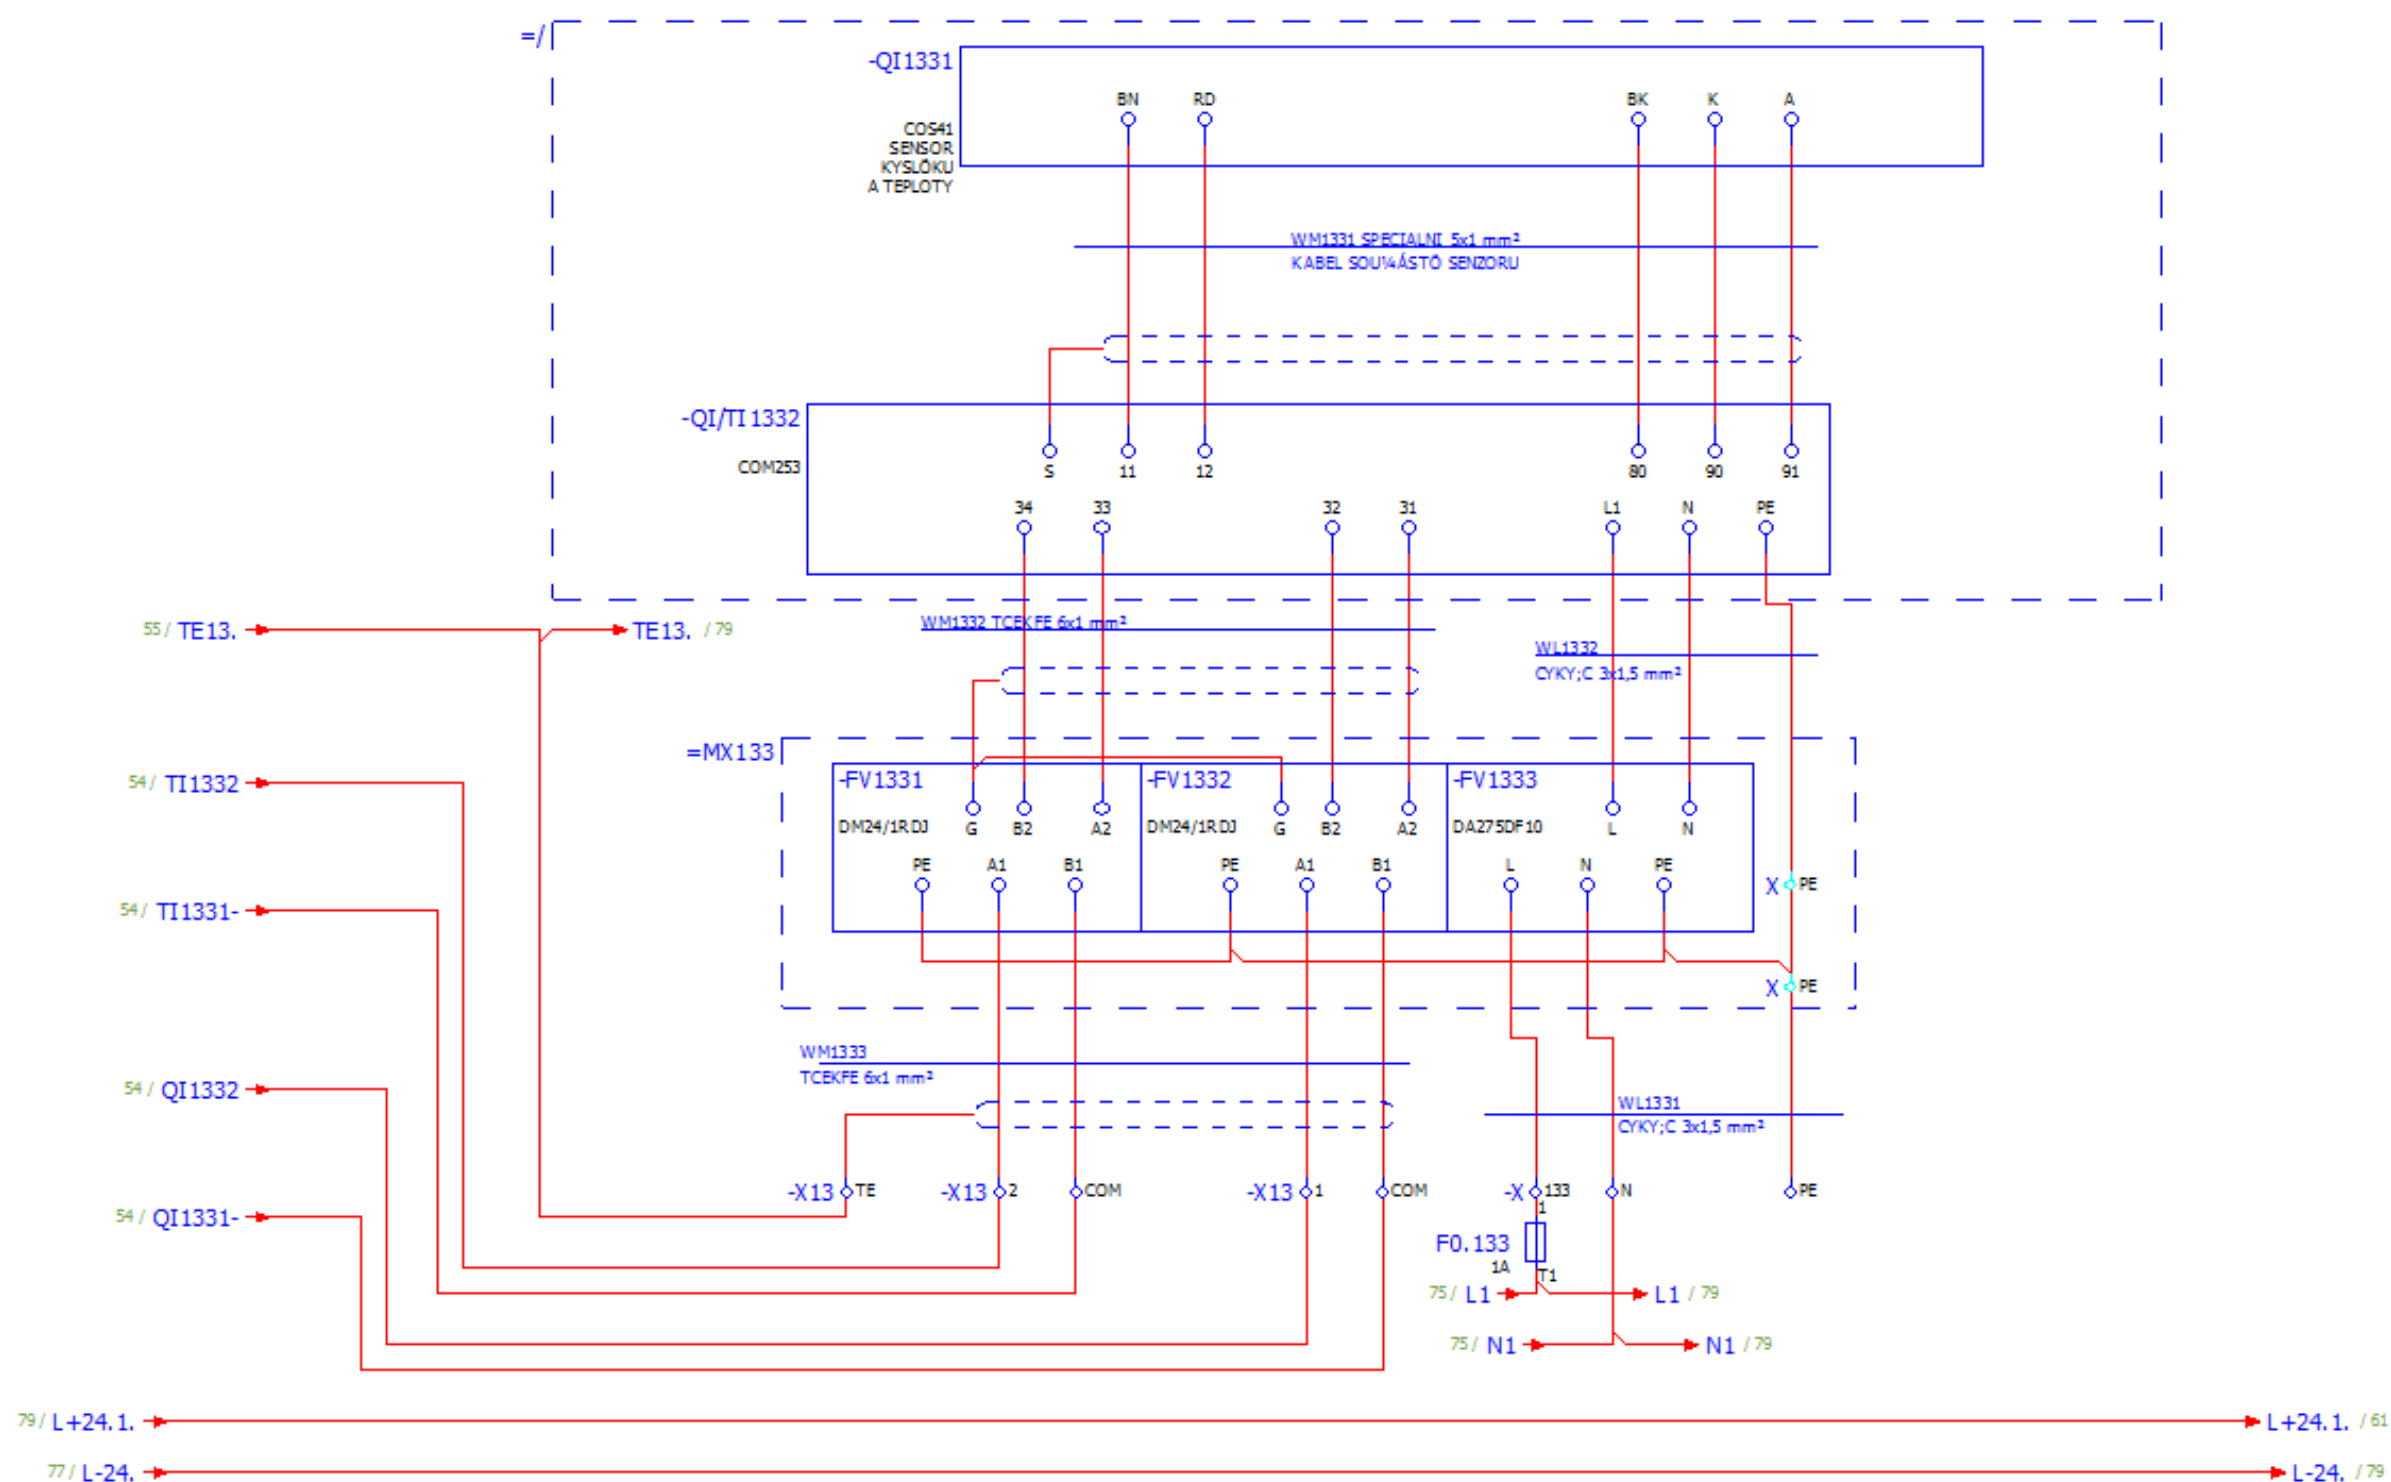 =/
-QI1331
BN RD BK K A
COS41
SENSOR
KYSLÔKU
A TEPLOTY
WM1331 SPECIALNI 5x1 mm²
KABEL SOU¼ÁSTÔ SENZORU
-QI/TI1332
COM253
S 11 12 80 90 91
34 33 32 31 L1 N PE
55/ TE13. TE13. /79
WM1332 TCEKFE 6x1 mm²
WL1332
CYKY;C 3x1,5 mm²
=MX133
54/ TI1332
-FV1331 -FV1332 -FV1333
DM24/1RDJ G B2 A2 DM24/1RDJ G B2 A2 DA275DF10 L N
PE A1 B1 PE A1 B1 L N PE
X PE
54/ TI1331-
X PE
WM1333
TCEKFE 6x1 mm²
54/ QI1332
WL1331
CYKY;C 3x1,5 mm²
-X13 TE -X13 2 COM -X13 1 COM -X 133 N PE
1
54/ QI1331-
F0.133
1A
T1
75/ L1 L1 /79
75/ N1 N1 /79
79/ L+24.1. L+24.1. /61
77/ L-24. L-24. /79